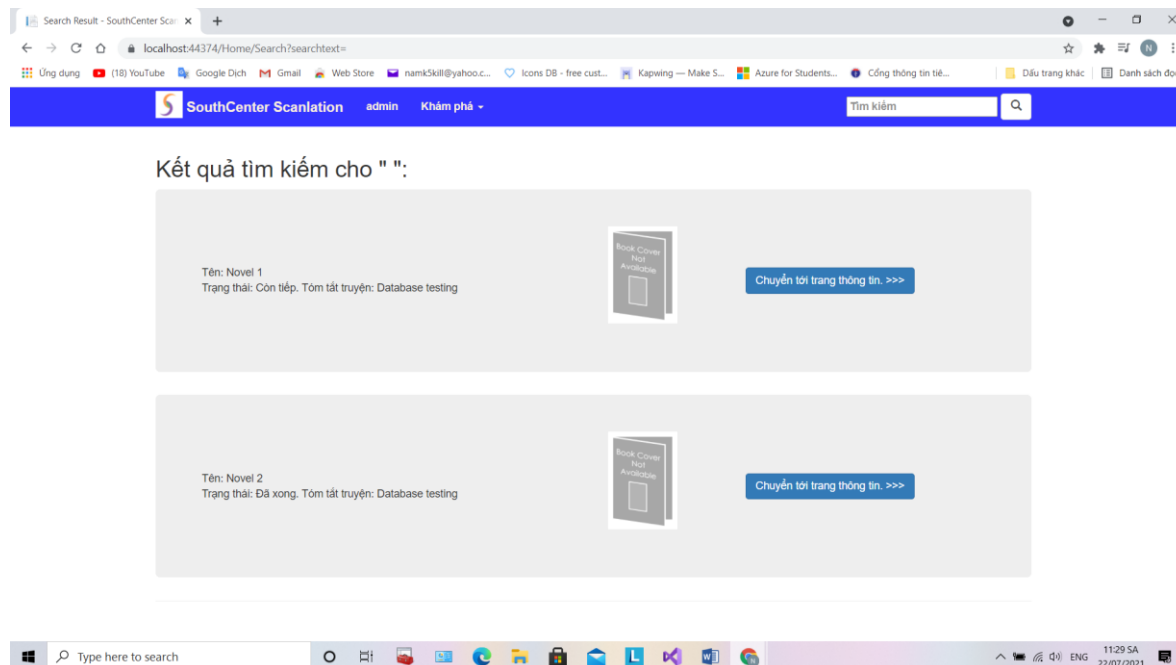 Search Result - SouthCenter Scan
localhost:44374/Home/Search?searchtext=
Ứng dụng (18) YouTube Google Dịch Gmail Web Store namk5kill@yahoo.c... Icons DB - free cust... Kapwing — Make S... Azure for Students... Cổng thông tin tiê... Dấu trang khác Danh sách đọc
SouthCenter Scanlation admin Khám phá Tìm kiếm
Kết quả tìm kiếm cho " ":
Book Cover
Not
Available
Tên: Novel 1
Trạng thái: Còn tiếp. Tóm tắt truyện: Database testing
Chuyển tới trang thông tin. >>>
Book Cover
Not
Available
Tên: Novel 2
Trạng thái: Đã xong. Tóm tắt truyện: Database testing
Chuyển tới trang thông tin. >>>
Type here to search
ENG
11:29 SA
22/07/2021